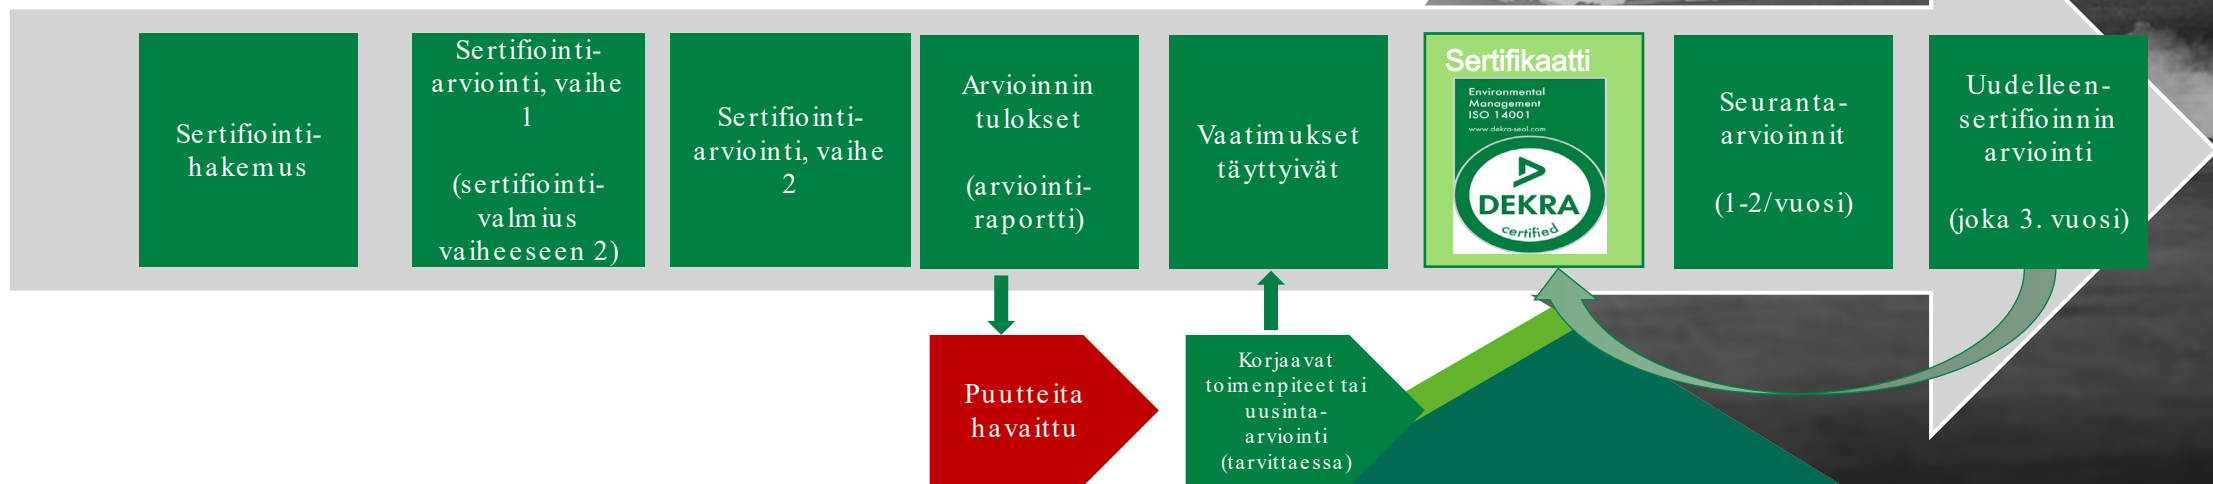 Sertifiointi-
hakemus
Sertifiointi-
arviointi, vaihe
1
(sertifiointi-
valmius
vaiheeseen 2)
Sertifiointi-
arviointi, vaihe
2
Arvioinnin
tulokset
(arviointi-
raportti)
Vaatimukset
täyttyivät
Sertifikaatti
Environmental
Management
ISO 14001
www.dekra-seal.com
DEKRA
certified
Seuranta-
arvioinnit
(1-2/vuosi)
Uudelleen-
sertifioinnin
arviointi
(joka 3. vuosi)
Puutteita
havaittu
Korjaavat
toimenpiteet tai
uusinta-
arviointi
(tarvittaessa)